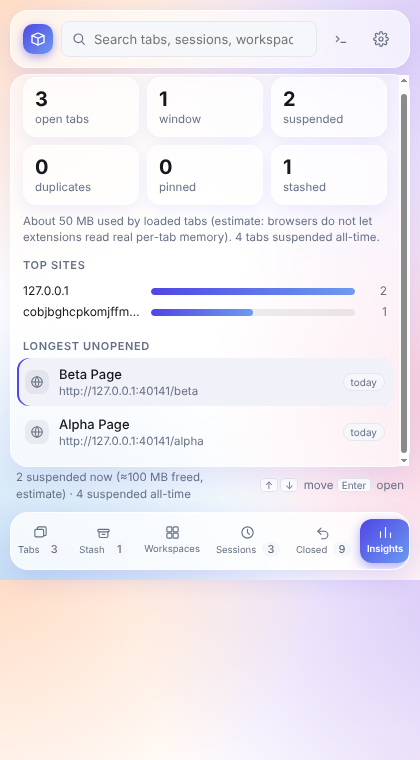 Search tabs, sessions, workspac
3
open tabs
1
window
2
suspended
0
duplicates
0
pinned
1
stashed
About 50 MB used by loaded tabs (estimate: browsers do not let
extensions read real per-tab memory). 4 tabs suspended all-time.
TOP SITES
127.0.0.1 2
cobjbghcpkomjffm... 1
LONGEST UNOPENED
Beta Page
http://127.0.0.1:40141/beta
today
Alpha Page
http://127.0.0.1:40141/alpha
today
2 suspended now (≈100 MB freed,
estimate) · 4 suspended all-time
↑ ↓ move Enter open
Tabs 3
Stash 1
Workspaces
Sessions 3
Closed 9
Insights